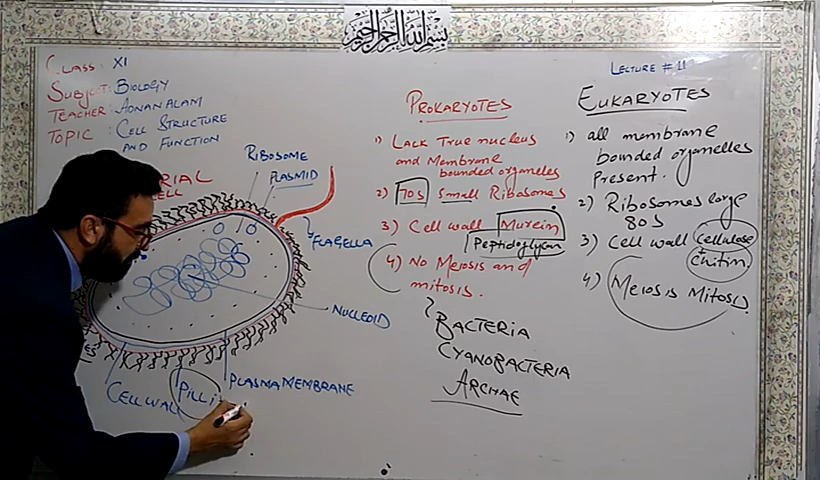 بسم الله الرحمن الرحيم
CLASS: XI
SUBJECT: BIOLOGY
TEACHER: ADNAN ALAM
TOPIC: CELL STRUCTURE
AND FUNCTION
LECTURE # 11
RIBOSOME
PLASMID
FLAGELLA
NUCLEOID
PLASMA MEMBRANE
PILLI
CELL WALL
CELL
PROKARYOTES
1) LACK TRUE nucleus
and MEMBRANE
bounded organelles
2) 70S Small Ribosomes
3) Cell wall Murein
Peptidoglycan
4) No Meiosis and
mitosis.
BACTERIA
CYANOBACTERIA
ARCHAE
EUKARYOTES
1) all membrane
bounded organelles
Present.
2) Ribosomes large
80S
3) Cell wall Cellulose
chitin
4) Meiosis Mitosis.